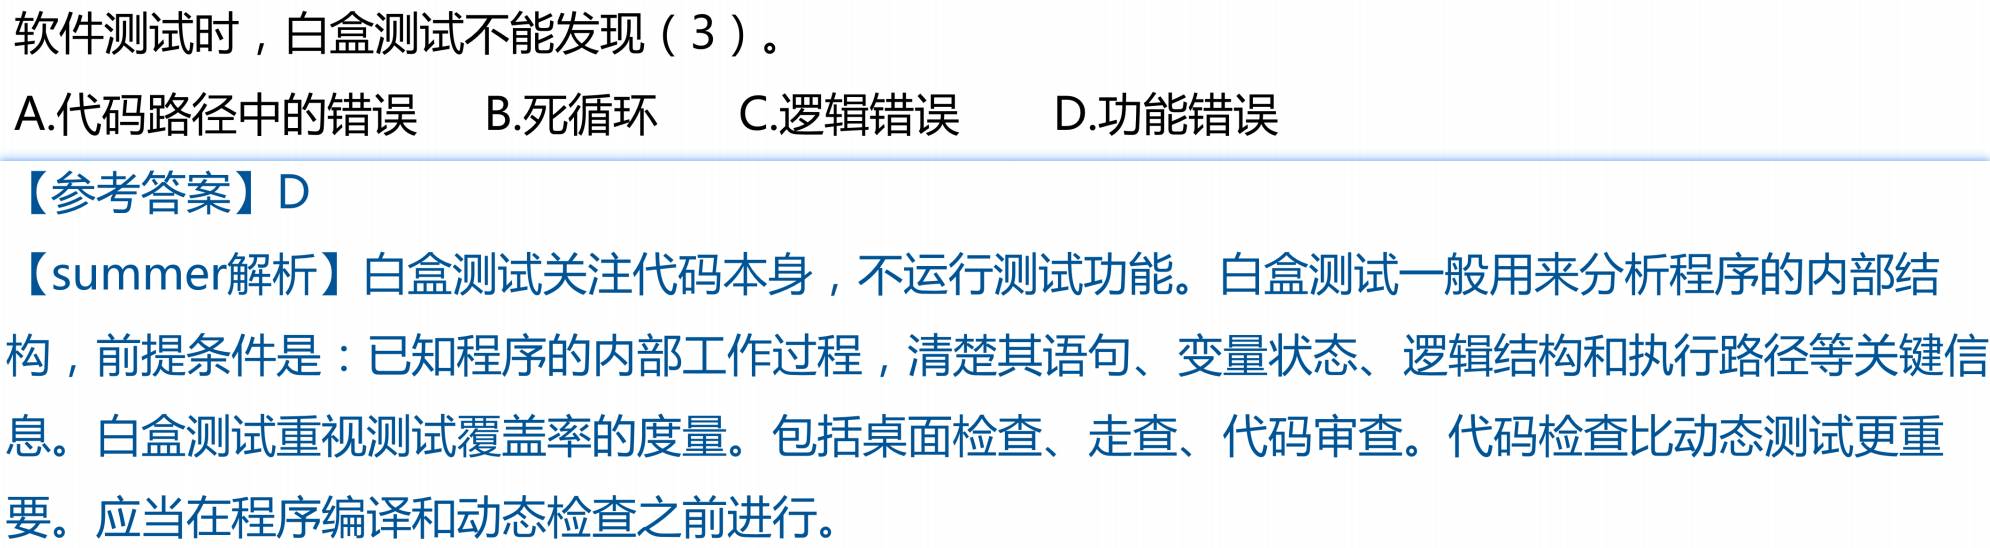 软件测试时，白盒测试不能发现（3）。
A.代码路径中的错误 B.死循环 C.逻辑错误 D.功能错误
【参考答案】D
【summer解析】白盒测试关注代码本身，不运行测试功能。白盒测试一般用来分析程序的内部结
构，前提条件是：已知程序的内部工作过程，清楚其语句、变量状态、逻辑结构和执行路径等关键信
息。白盒测试重视测试覆盖率的度量。包括桌面检查、走查、代码审查。代码检查比动态测试更重
要。应当在程序编译和动态检查之前进行。